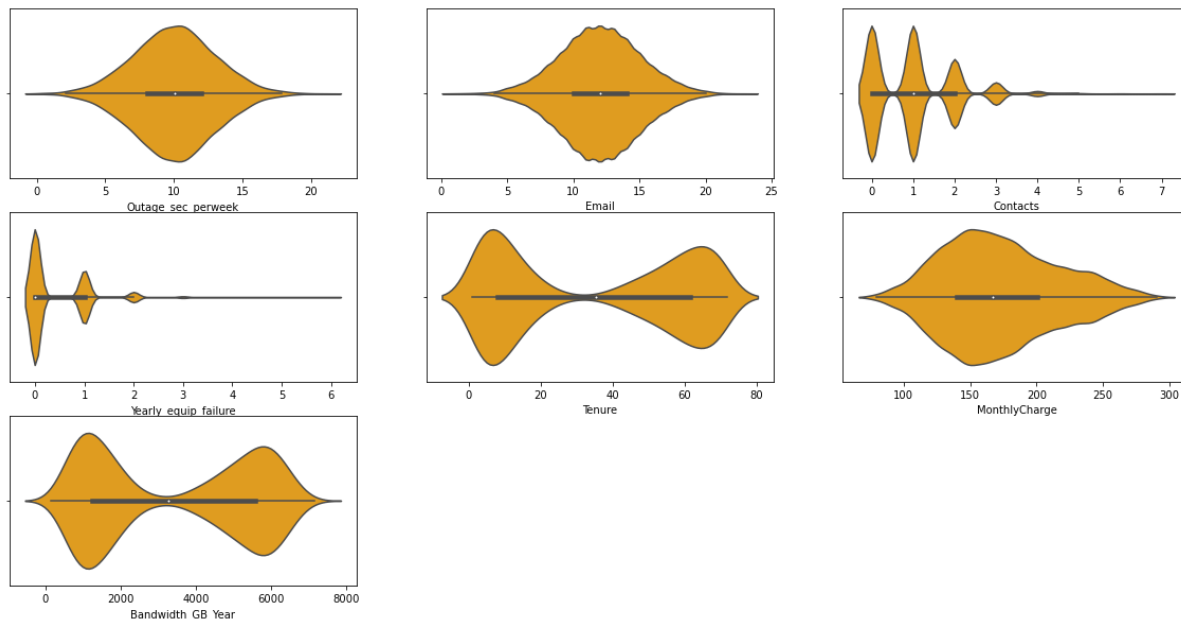 0 5 10 15 20
Outage_sec_perweek
0 5 10 15 20 25
Email
0 1 2 3 4 5 6 7
Contacts
0 1 2 3 4 5 6
Yearly_equip_failure
0 20 40 60 80
Tenure
100 150 200 250 300
MonthlyCharge
0 2000 4000 6000 8000
Bandwidth_GB_Year